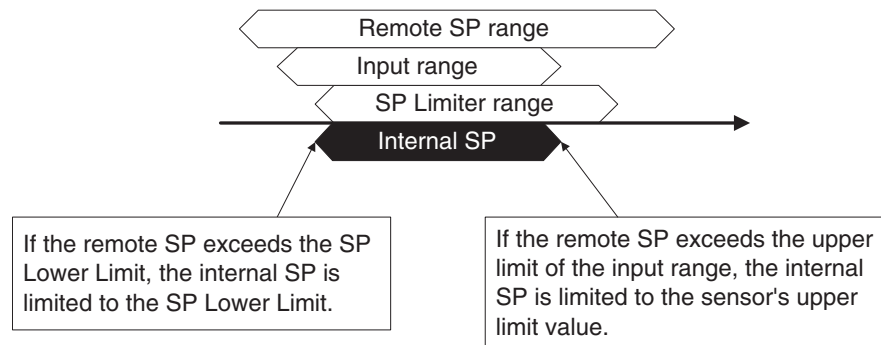 Remote SP range
Input range
SP Limiter range
Internal SP
If the remote SP exceeds the SP
Lower Limit, the internal SP is
limited to the SP Lower Limit.
If the remote SP exceeds the upper
limit of the input range, the internal
SP is limited to the sensor's upper
limit value.